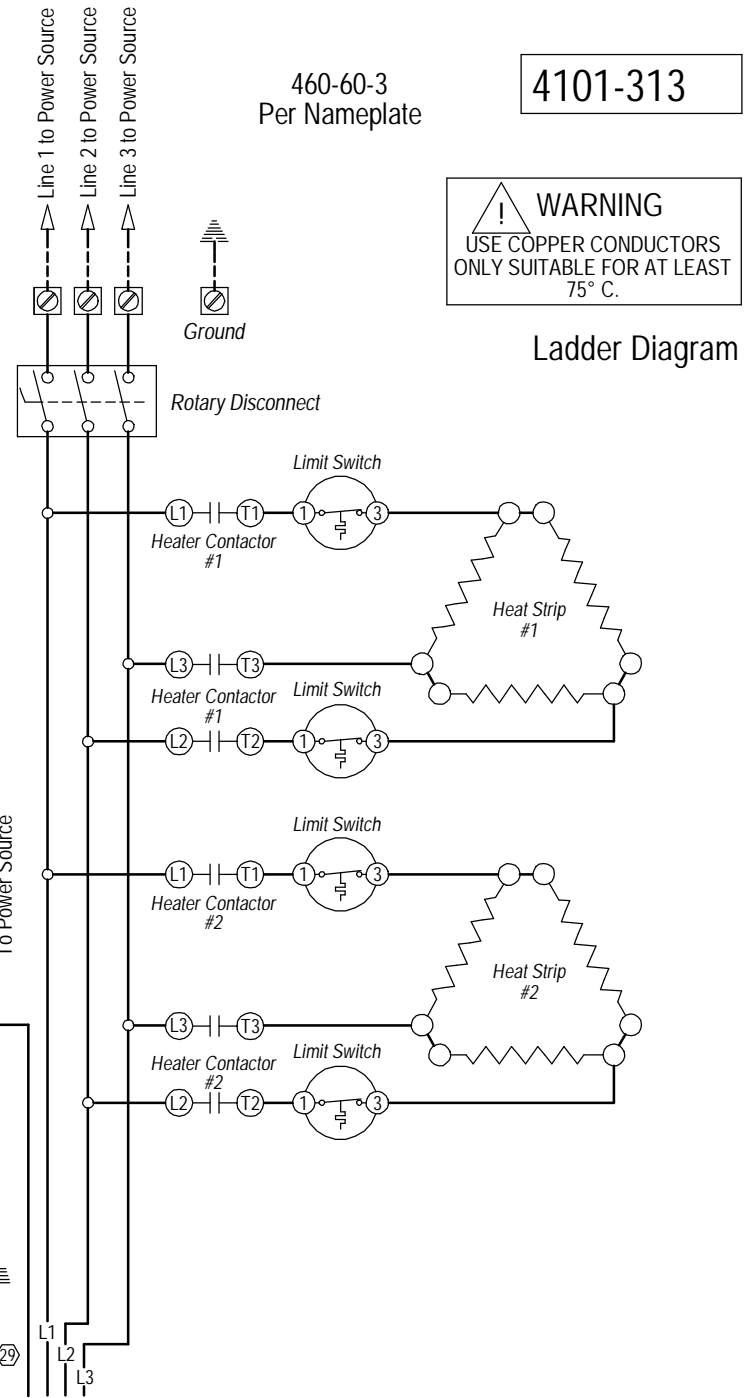 Line 1 to Power Source
Line 2 to Power Source
Line 3 to Power Source
460-60-3
Per Nameplate
4101-313
! WARNING
USE COPPER CONDUCTORS
ONLY SUITABLE FOR AT LEAST
75° C.
Ground
Ladder Diagram
Rotary Disconnect
Limit Switch
L1 T1 1 3
Heater Contactor
#1
Heat Strip
#1
L3 T3
Heater Contactor
#1
Limit Switch
L2 T2 1 3
To Power Source
Limit Switch
L1 T1 1 3
Heater Contactor
#2
Heat Strip
#2
L3 T3
Heater Contactor
#2
Limit Switch
L2 T2 1 3
29
L1
L2
L3